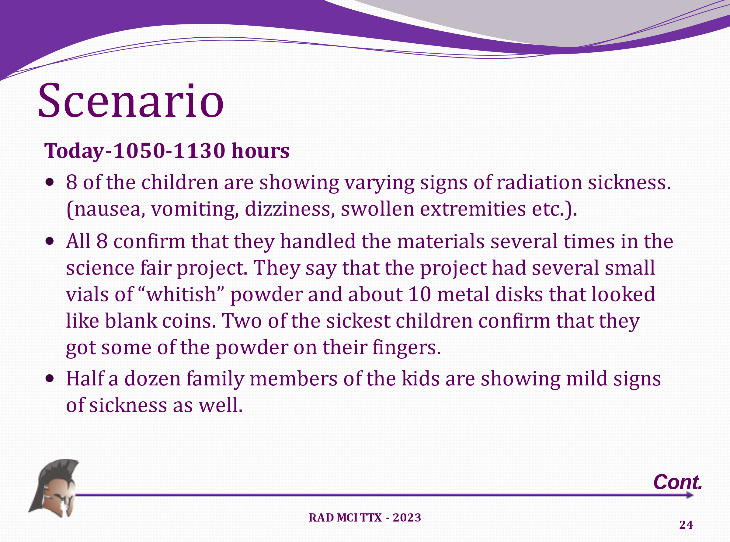 Scenario
Today-1050-1130 hours
• 8 of the children are showing varying signs of radiation sickness.
(nausea, vomiting, dizziness, swollen extremities etc.).
• All 8 confirm that they handled the materials several times in the
science fair project. They say that the project had several small
vials of “whitish” powder and about 10 metal disks that looked
like blank coins. Two of the sickest children confirm that they
got some of the powder on their fingers.
• Half a dozen family members of the kids are showing mild signs
of sickness as well.
Cont.
RAD MCI TTX - 2023
24